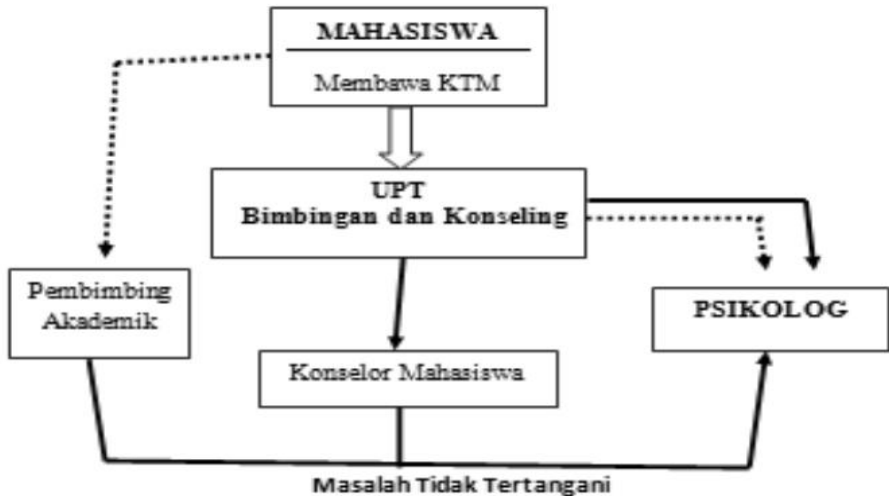 MAHASISWA
Membawa KTM
UPT
Bimbingan dan Konseling
Pembimbing
Akademik
PSIKOLOG
Konselor Mahasiswa
Masalah Tidak Tertangani